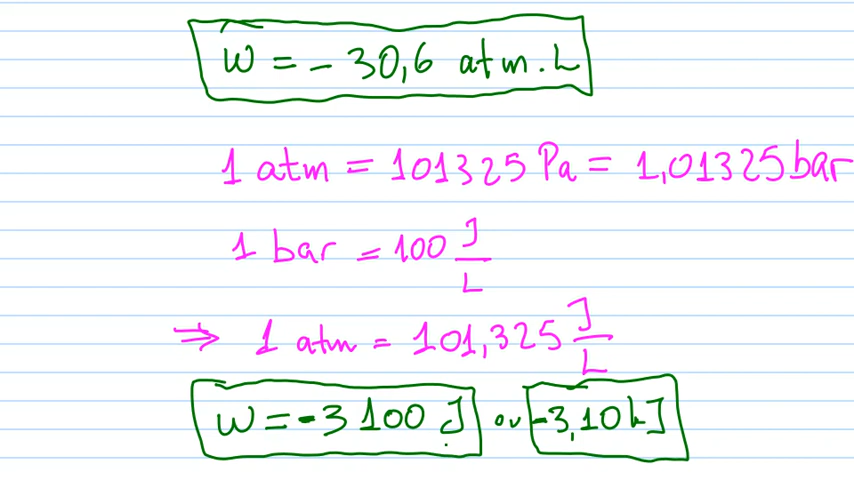 W = - 30,6 atm.L
1 atm = 101325 Pa = 1,01325 bar
1 bar = 100 J/L
⇒ 1 atm = 101,325 J/L
W = -3 100 J ou -3,10 kJ